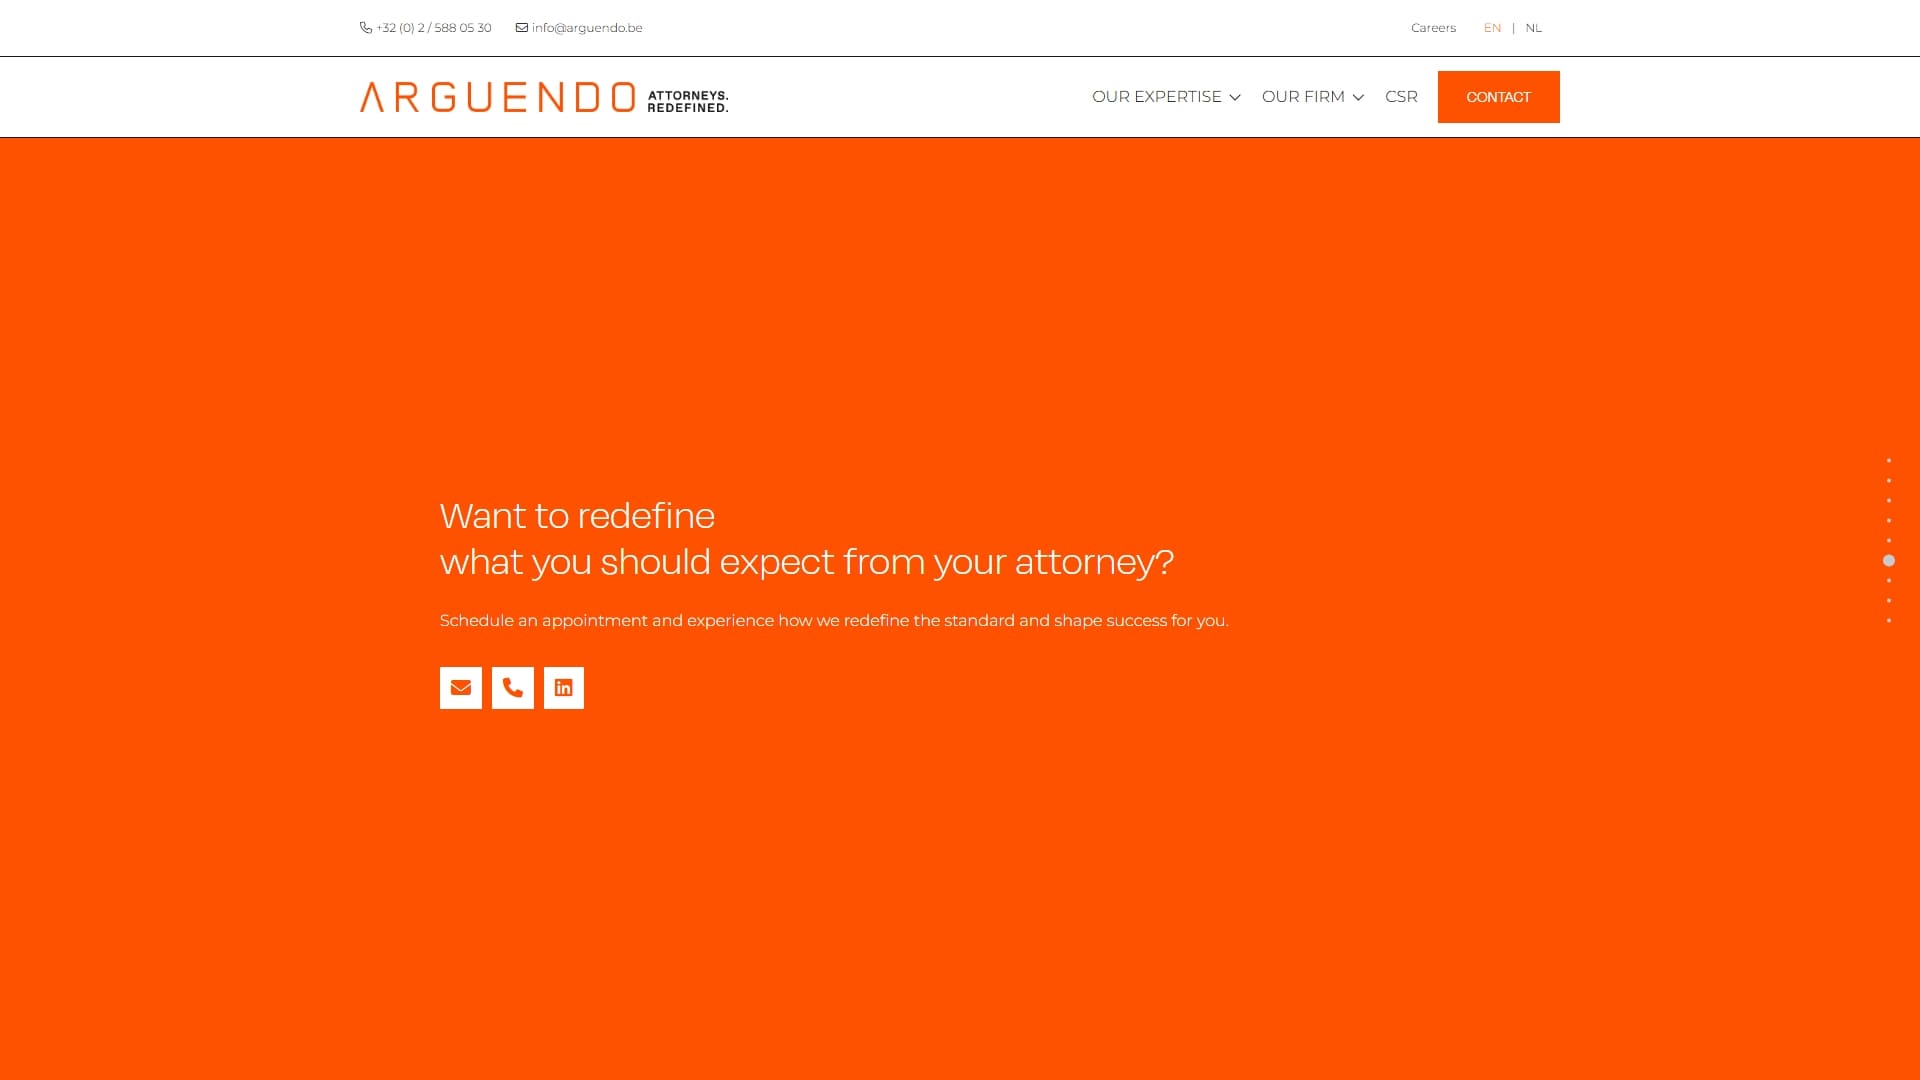 +32 (0) 2 / 588 05 30 info@arguendo.be Careers EN | NL
ARGUENDO ATTORNEYS. REDEFINED.
OUR EXPERTISE OUR FIRM CSR CONTACT
Want to redefine
what you should expect from your attorney?
Schedule an appointment and experience how we redefine the standard and shape success for you.